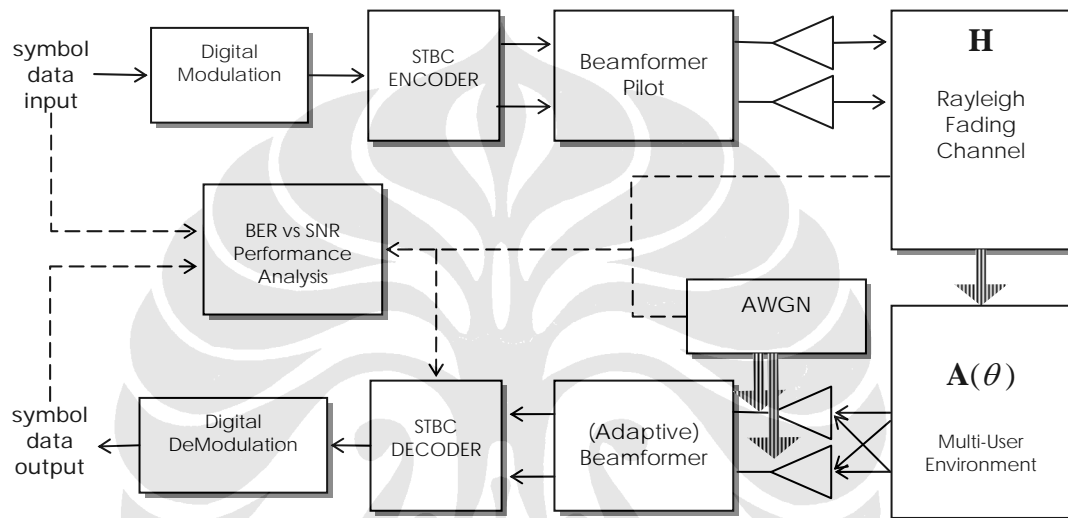 symbol
data
input
Digital
Modulation
STBC
ENCODER
Beamformer
Pilot
H
Rayleigh
Fading
Channel
BER vs SNR
Performance
Analysis
AWGN
A(θ)
Multi-User
Environment
(Adaptive)
Beamformer
STBC
DECODER
Digital
DeModulation
symbol
data
output